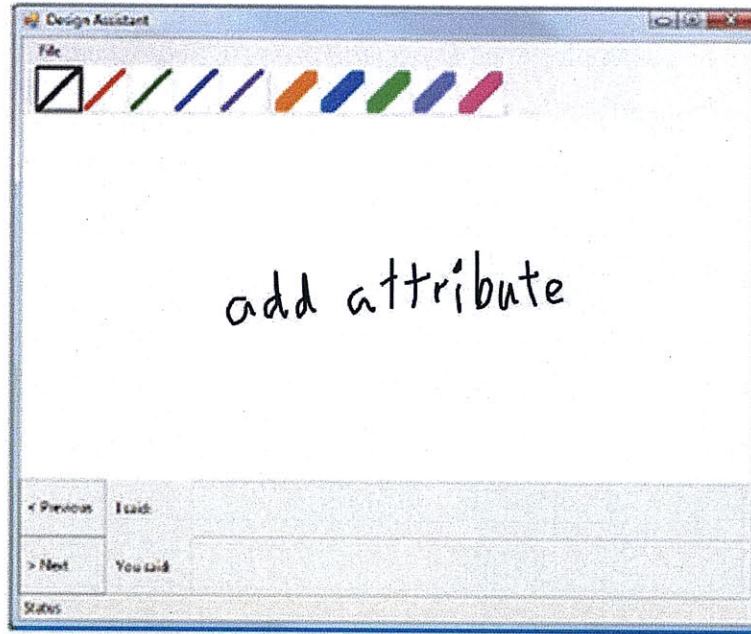 Design Assistant
File
add attribute
< Previous
I said:
> Next
You said:
Status